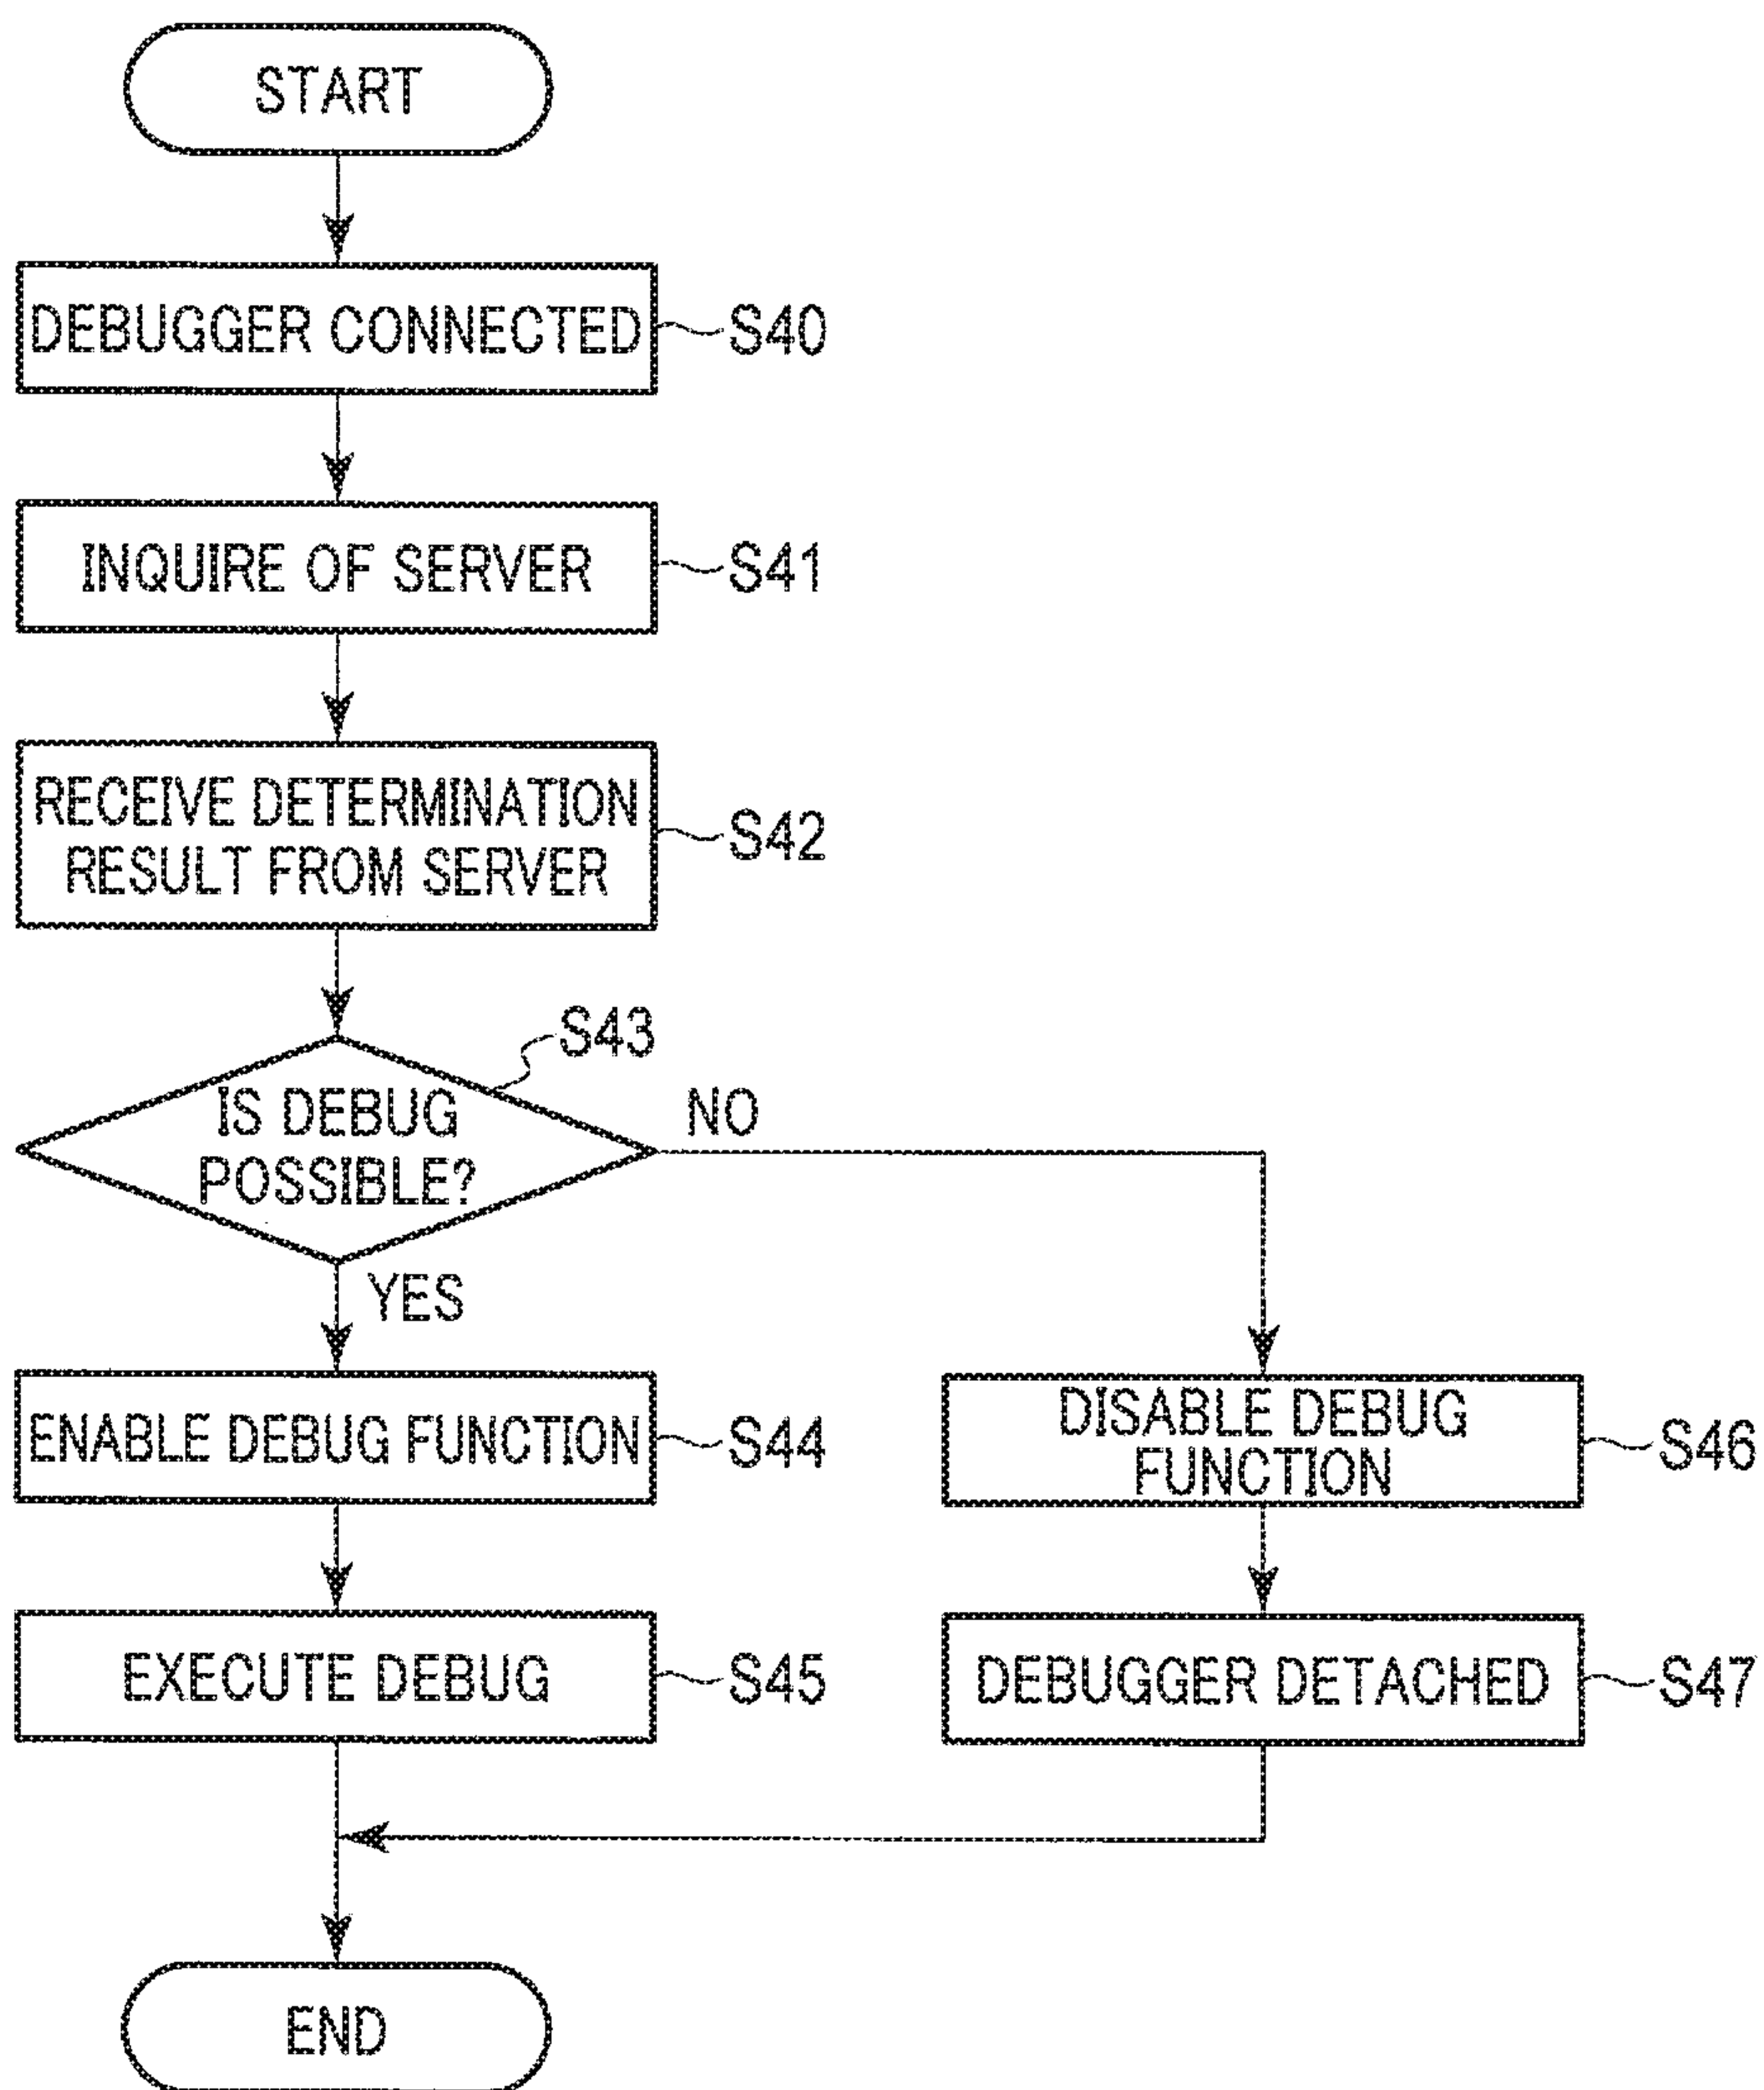 START
DEBUGGER CONNECTED
S40
INQUIRE OF SERVER
S41
RECEIVE DETERMINATION
RESULT FROM SERVER
S42
S43
IS DEBUG
POSSIBLE?
NO
YES
ENABLE DEBUG FUNCTION
S44
DISABLE DEBUG
FUNCTION
S46
EXECUTE DEBUG
S45
DEBUGGER DETACHED
S47
END